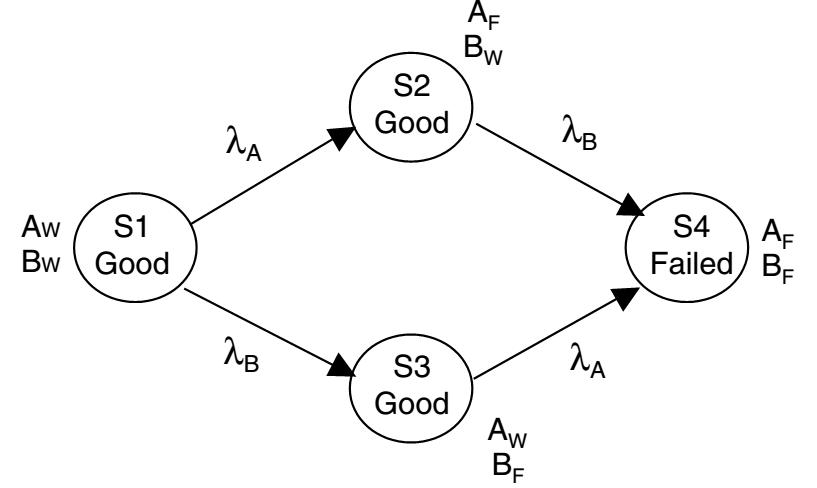 A_F
B_W
S2
Good
λ_A
λ_B
A_W
B_W
S1
Good
S4
Failed
A_F
B_F
λ_B
λ_A
S3
Good
A_W
B_F